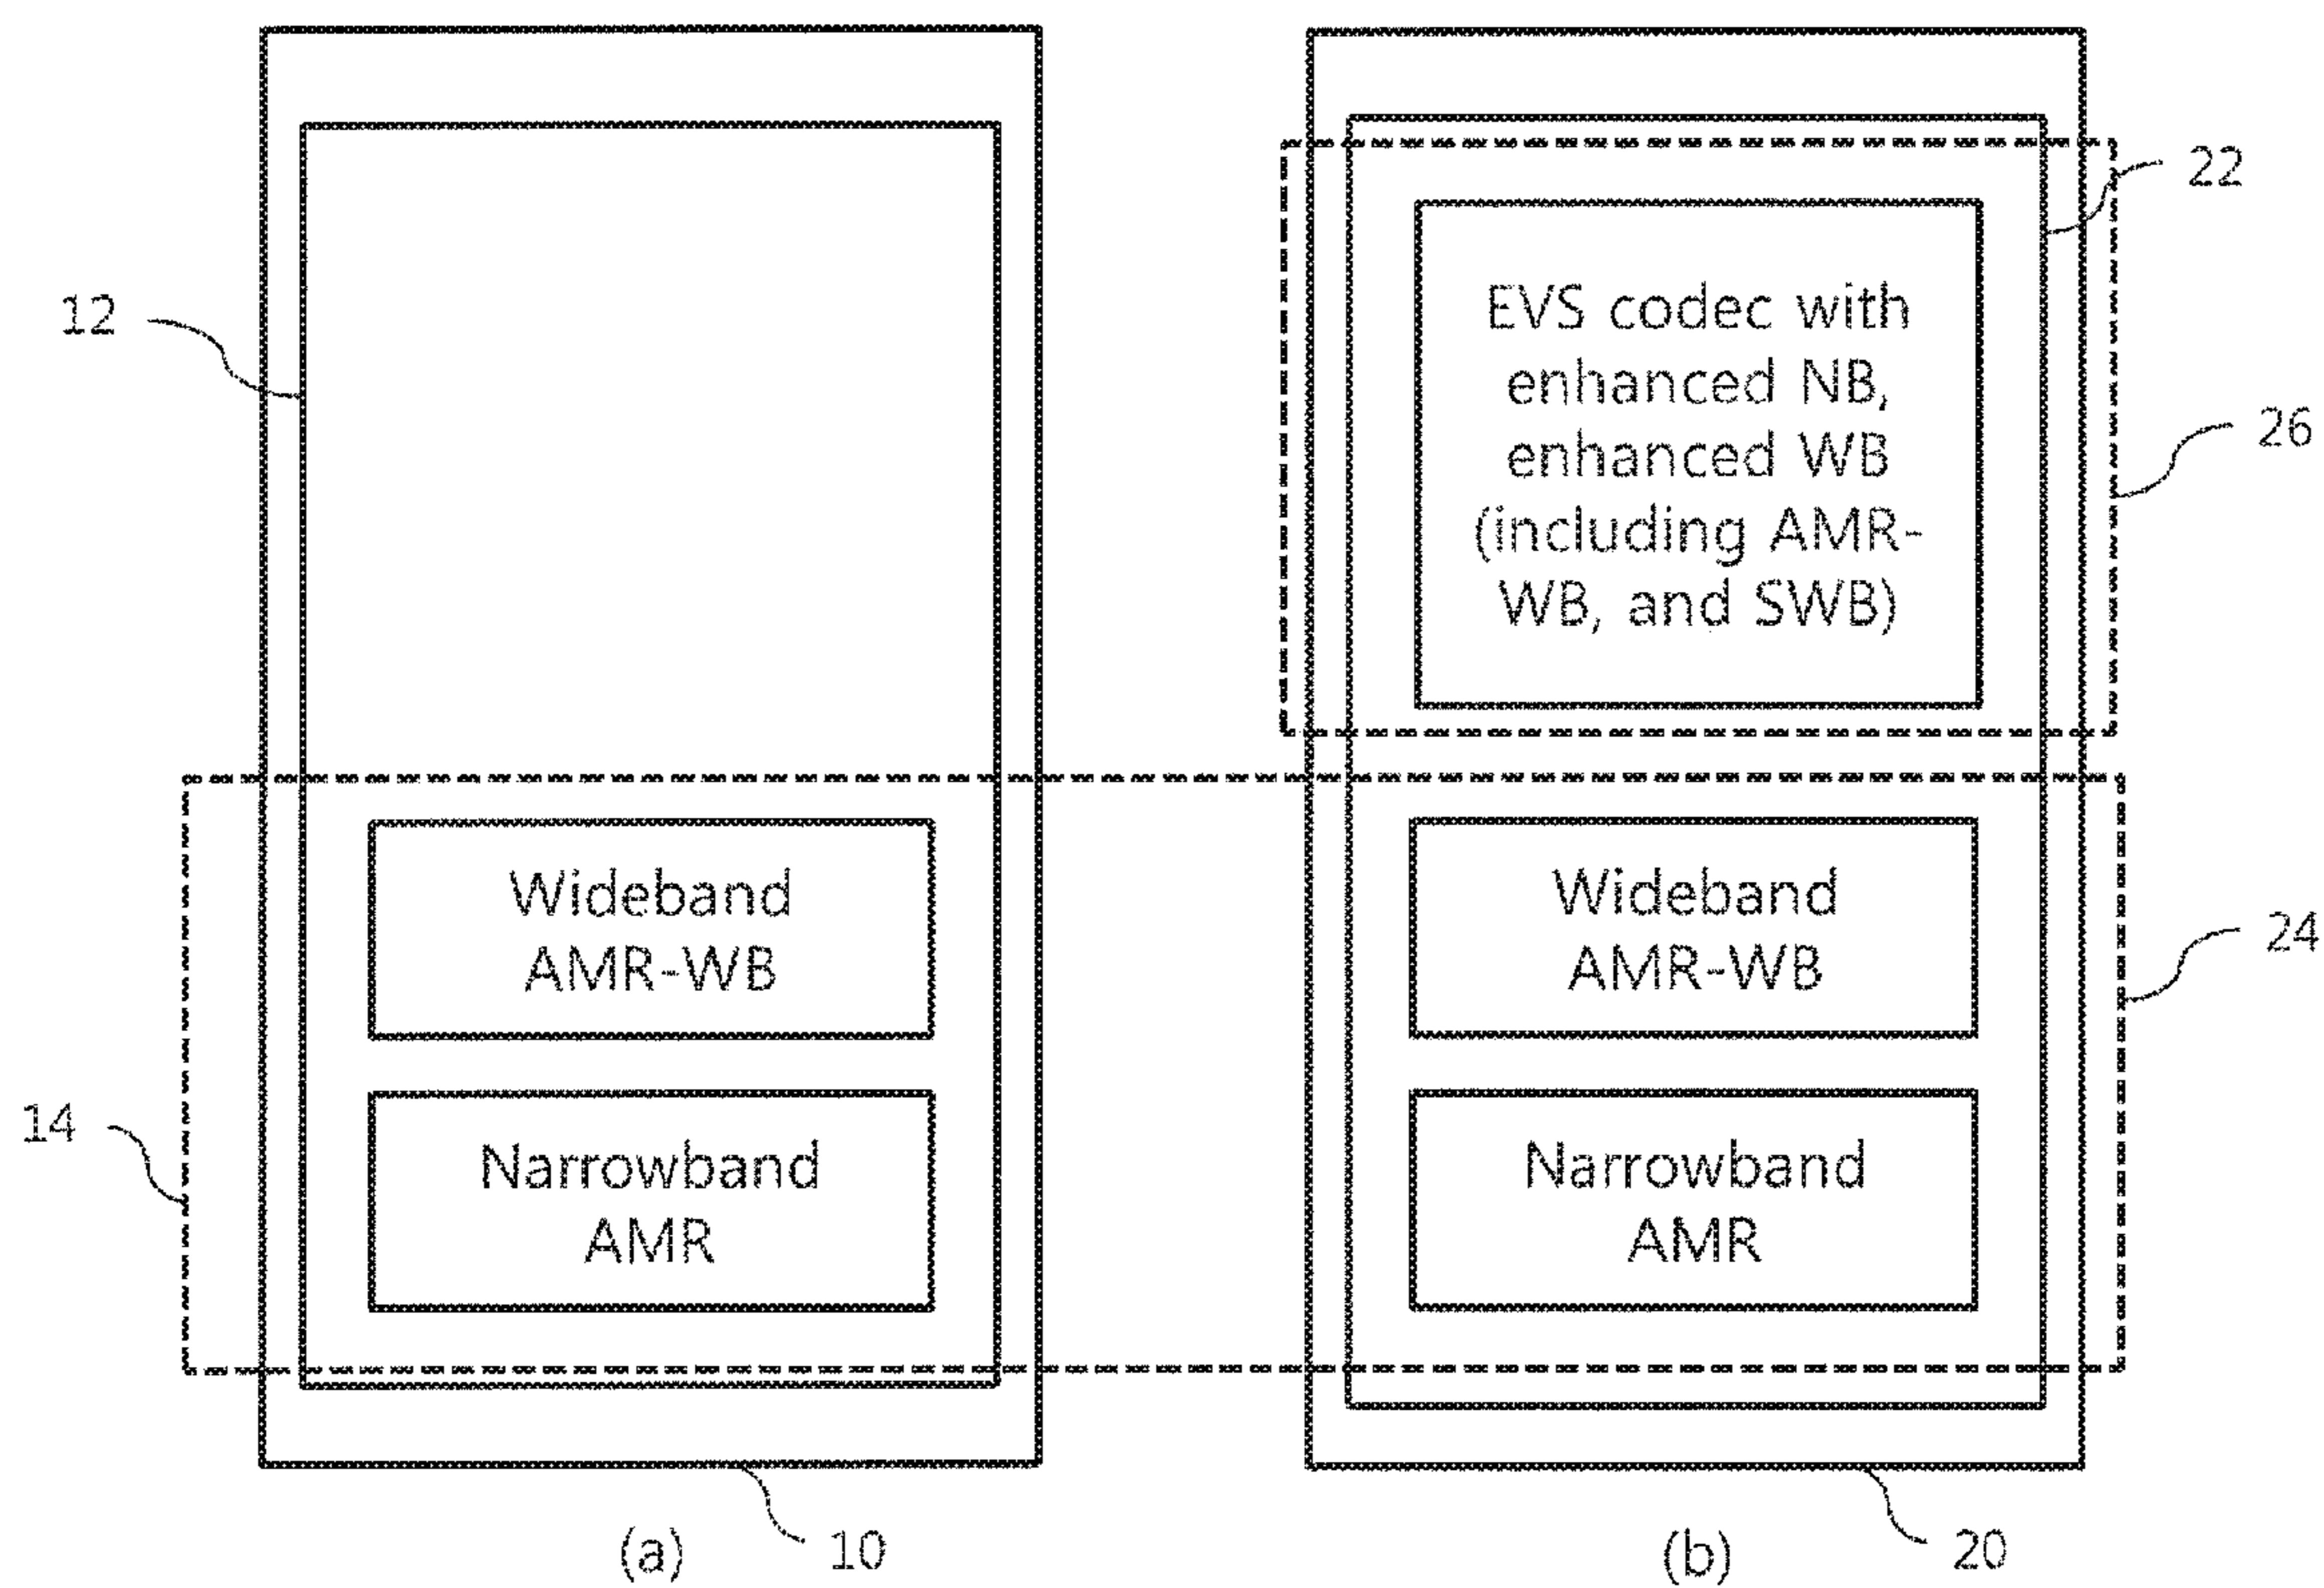 12
14
Wideband
AMR-WB
Narrowband
AMR
(a)
10
EVS codec with
enhanced NB,
enhanced WB
(including AMR-
WB, and SWB)
Wideband
AMR-WB
Narrowband
AMR
22
26
24
(b)
20